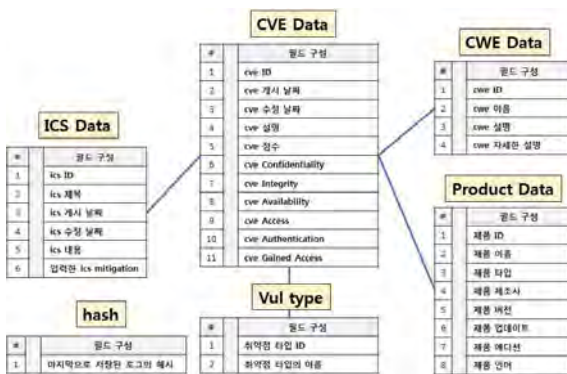 CVE Data
# 필드 구성
1 cve ID
2 cve 게시 날짜
3 cve 수정 날짜
4 cve 설명
5 cve 점수
6 cve Confidentiality
7 cve Integrity
8 cve Availability
9 cve Access
10 cve Authentication
11 cve Gained Access
CWE Data
# 필드 구성
1 cwe ID
2 cwe 이름
3 cwe 설명
4 cwe 자세한 설명
ICS Data
# 필드 구성
1 ics ID
2 ics 제목
3 ics 게시 날짜
4 ics 수정 날짜
5 ics 내용
6 입력한 ics mitigation
Product Data
# 필드 구성
1 제품 ID
2 제품 이름
3 제품 타입
4 제품 제조사
5 제품 버전
6 제품 업데이트
7 제품 에디션
8 제품 언어
hash
# 필드 구성
1 마지막으로 저장된 로그의 해시
Vul type
# 필드 구성
1 취약점 타입 ID
2 취약점 타입의 이름